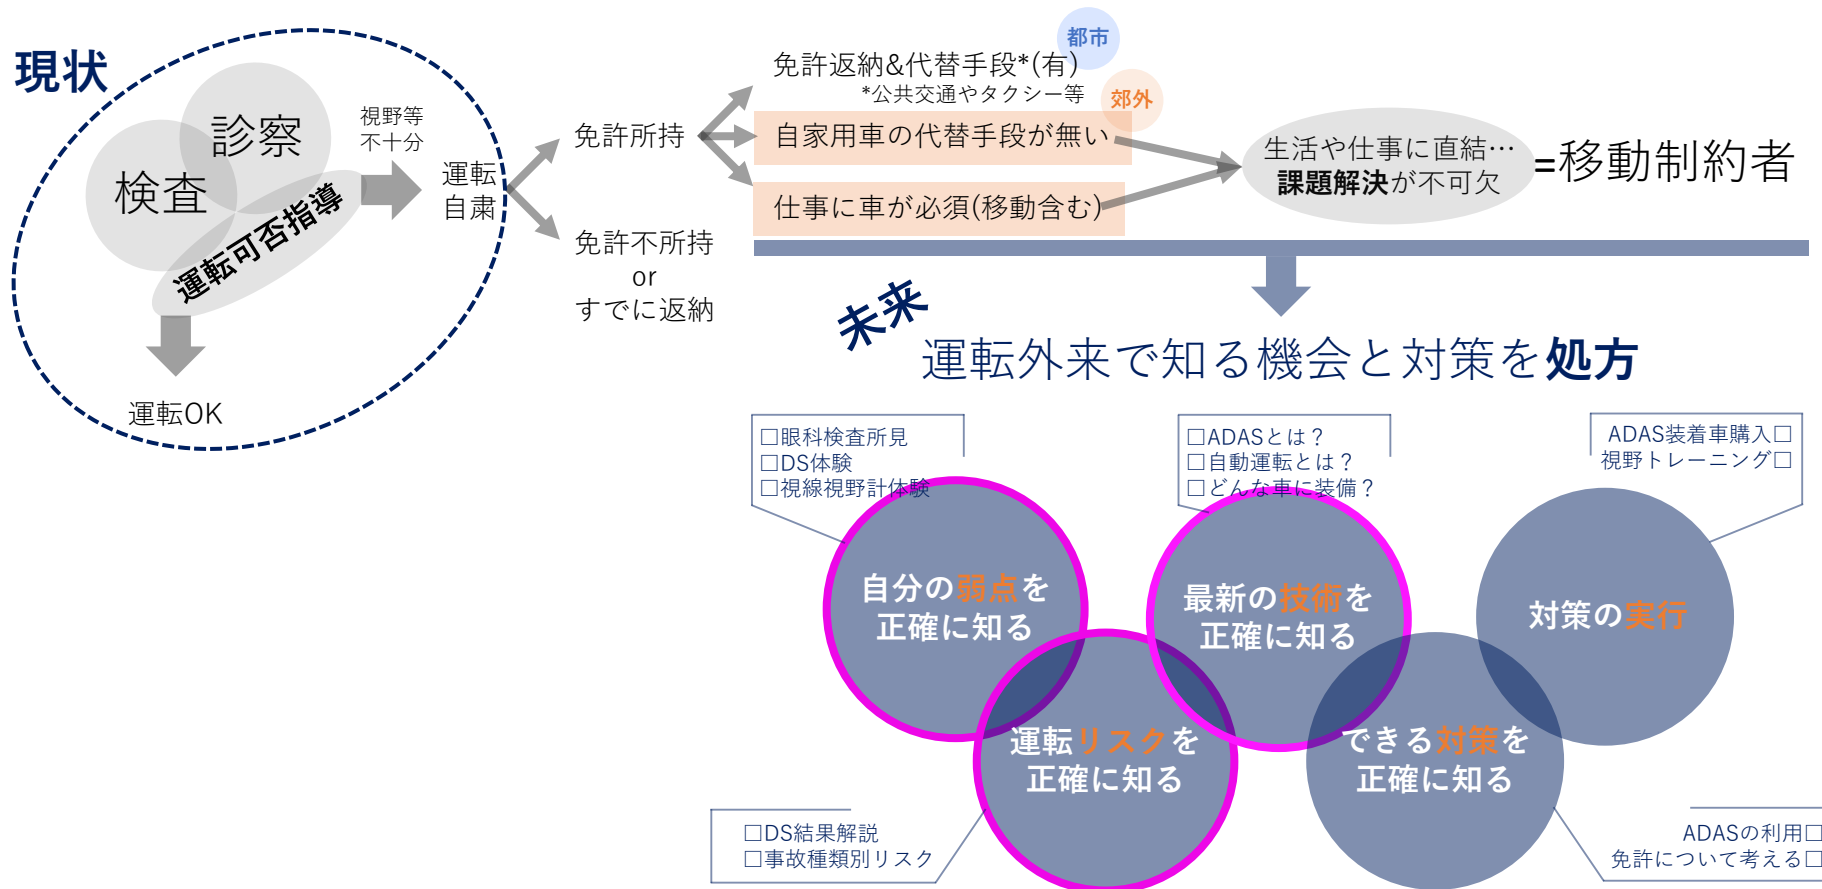 現状
診察
検査
運転可否指導
視野等
不十分
運転
自粛
運転OK
免許所持
免許不所持
or
すでに返納
都市
免許返納&代替手段*(有)
*公共交通やタクシー等
郊外
自家用車の代替手段が無い
仕事に車が必須(移動含む)
生活や仕事に直結…
課題解決が不可欠
=移動制約者
未来
運転外来で知る機会と対策を処方
□眼科検査所見
□DS体験
□視線視野計体験
自分の弱点を
正確に知る
□DS結果解説
□事故種類別リスク
運転リスクを
正確に知る
□ADASとは？
□自動運転とは？
□どんな車に装備？
最新の技術を
正確に知る
ADASの利用□
免許について考える□
できる対策を
正確に知る
ADAS装着車購入□
視野トレーニング□
対策の実行